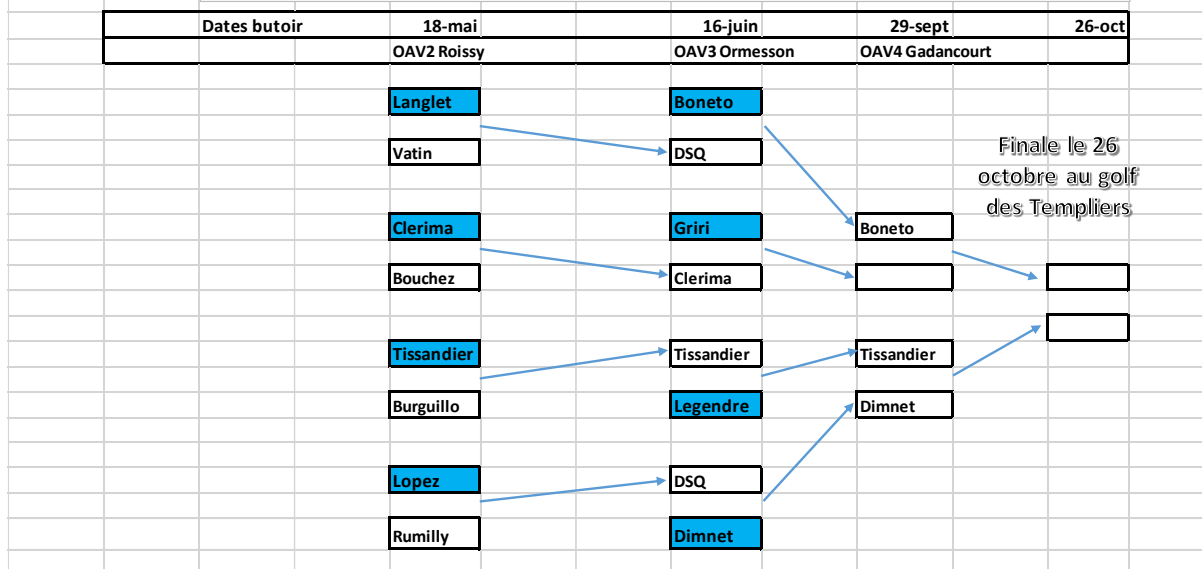 Dates butoir 18-mai 16-juin 29-sept 26-oct
OAV2 Roissy OAV3 Ormesson OAV4 Gadancourt
Langlet Boneto
Vatin DSQ
Finale le 26
octobre au golf
des Templiers
Clerima Griri Boneto
Bouchez Clerima
Tissandier Tissandier Tissandier
Burguillo Legendre Dimnet
Lopez DSQ
Rumilly Dimnet